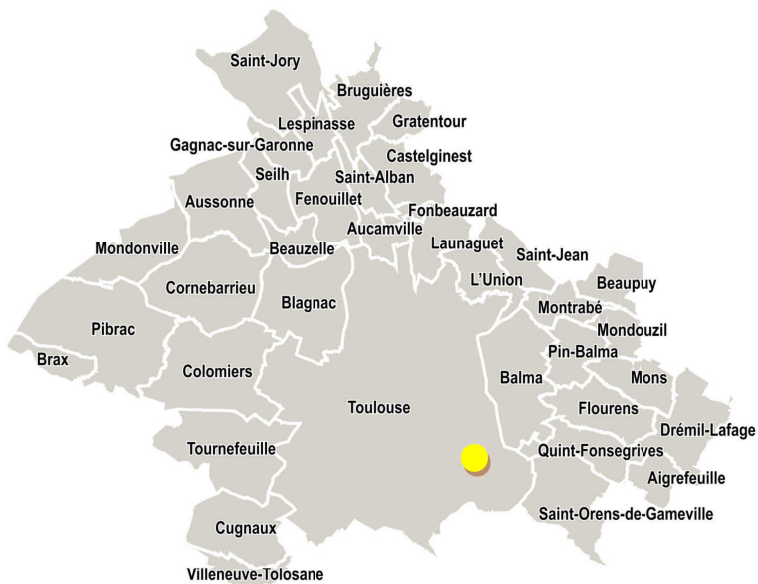 Saint-Jory
Bruguières
Lespinasse
Gratentour
Gagnac-sur-Garonne
Castelginest
Seilh
Saint-Alban
Aussonne
Fenouillet
Fonbeauzard
Aucamville
Mondonville
Beauzelle
Launaguet
Saint-Jean
L'Union
Beaupuy
Cornebarrieu
Blagnac
Montrabé
Pibrac
Mondouzil
Brax
Pin-Balma
Colomiers
Balma
Mons
Toulouse
Flourens
Drémil-Lafage
Tournefeuille
Quint-Fonsegrives
Aigrefeuille
Saint-Orens-de-Gameville
Cugnaux
Villeneuve-Tolosane